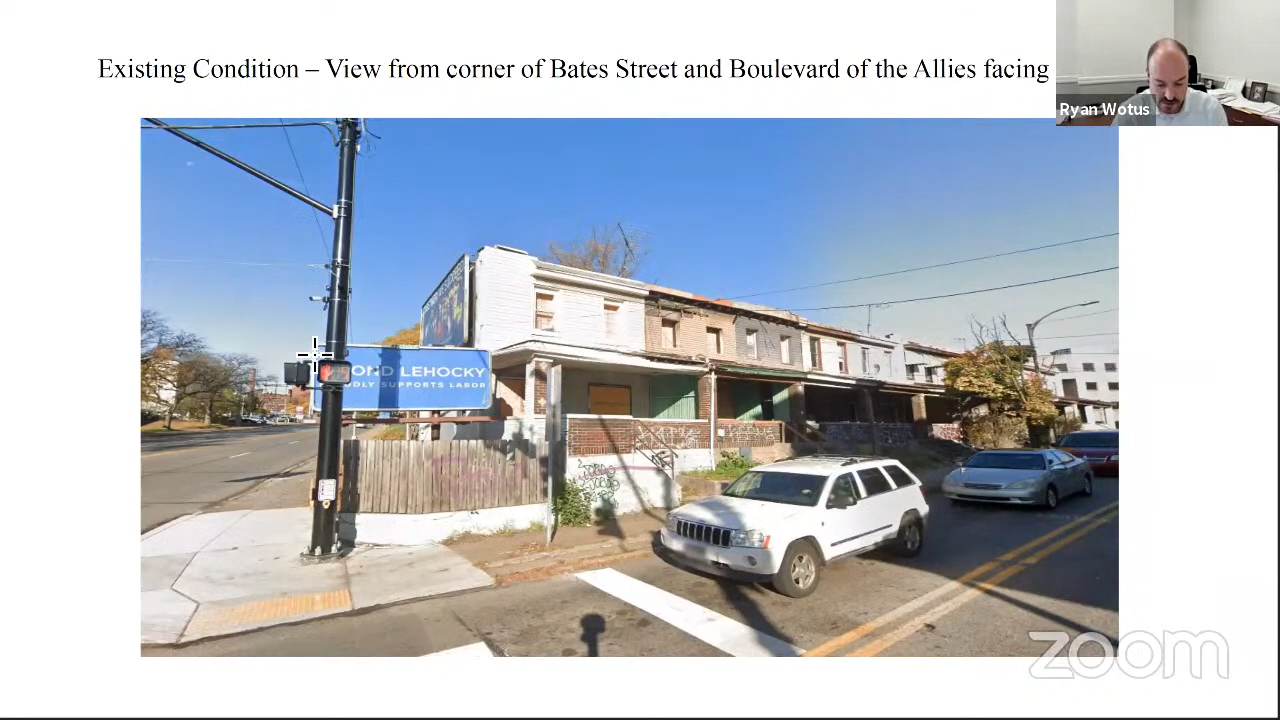 Existing Condition – View from corner of Bates Street and Boulevard of the Allies facing
Ryan Wotus
OND LEHOCKY
UDLY SUPPORTS LABOR
zoom